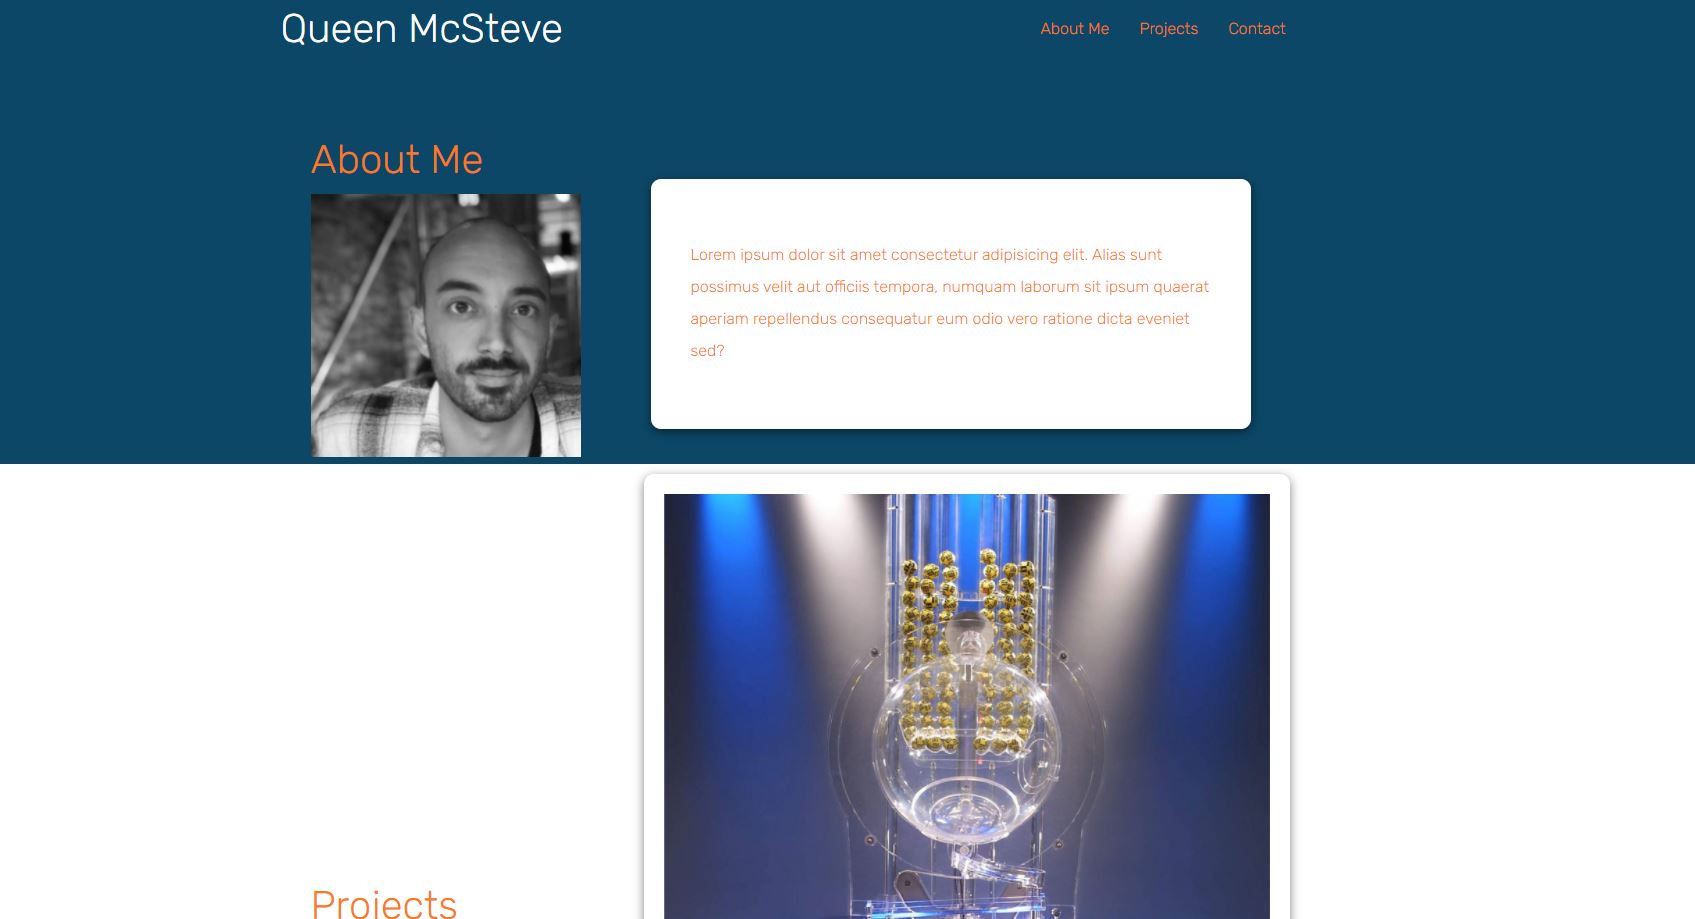 Queen McSteve
About Me
Projects
Contact
About Me
Lorem ipsum dolor sit amet consectetur adipisicing elit. Alias sunt
possimus velit aut officiis tempora, numquam laborum sit ipsum quaerat
aperiam repellendus consequatur eum odio vero ratione dicta eveniet
sed?
Projects